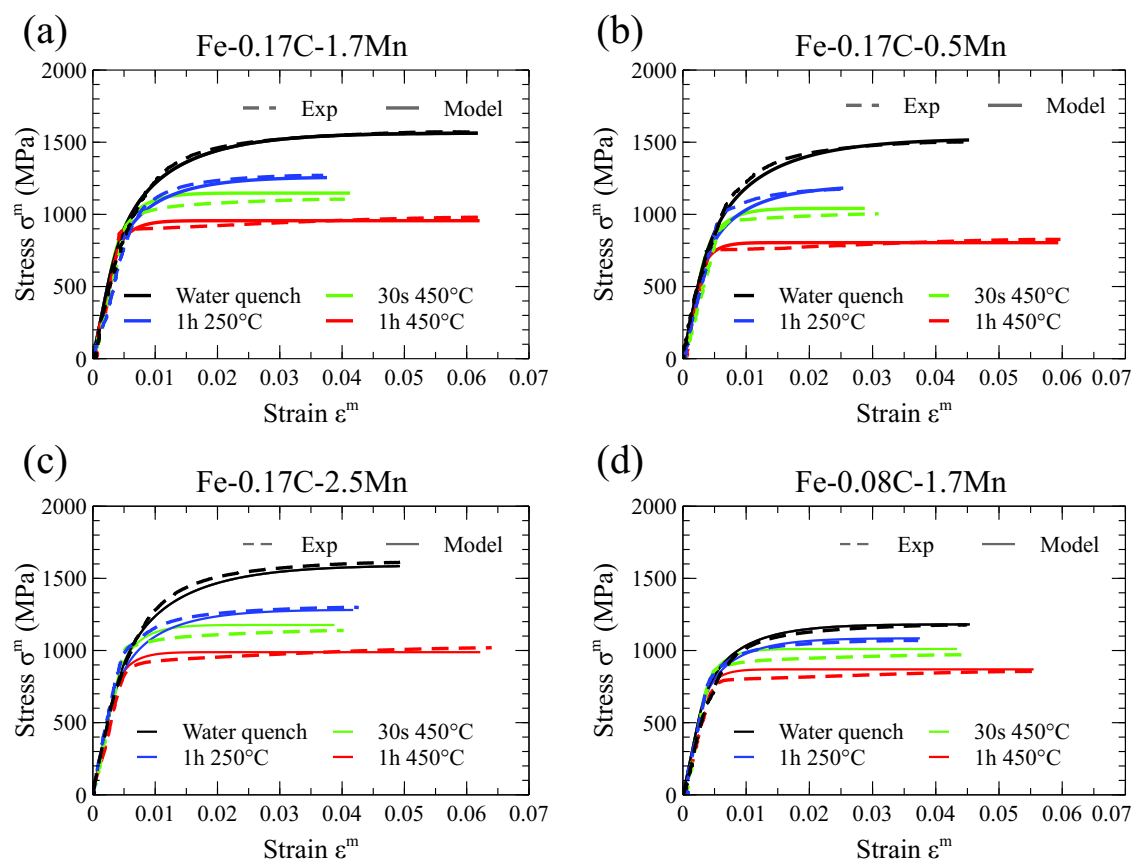 (a)
Fe-0.17C-1.7Mn
2000
1500
1000
500
0
Stress σᵐ (MPa)
Exp Model
Water quench 30s 450°C
1h 250°C 1h 450°C
0 0.01 0.02 0.03 0.04 0.05 0.06 0.07
Strain εᵐ
(b)
Fe-0.17C-0.5Mn
2000
1500
1000
500
0
Stress σᵐ (MPa)
Exp Model
Water quench 30s 450°C
1h 250°C 1h 450°C
0 0.01 0.02 0.03 0.04 0.05 0.06 0.07
Strain εᵐ
(c)
Fe-0.17C-2.5Mn
2000
1500
1000
500
0
Stress σᵐ (MPa)
Exp Model
Water quench 30s 450°C
1h 250°C 1h 450°C
0 0.01 0.02 0.03 0.04 0.05 0.06 0.07
Strain εᵐ
(d)
Fe-0.08C-1.7Mn
2000
1500
1000
500
0
Stress σᵐ (MPa)
Exp Model
Water quench 30s 450°C
1h 250°C 1h 450°C
0 0.01 0.02 0.03 0.04 0.05 0.06 0.07
Strain εᵐ